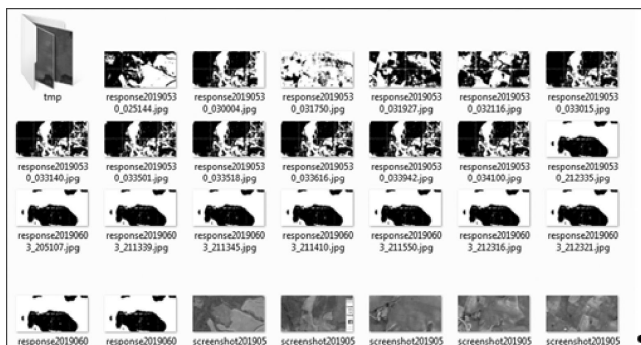 tmp
response2019053
0_025144.jpg
response2019053
0_030004.jpg
response2019053
0_031750.jpg
response2019053
0_031927.jpg
response2019053
0_032116.jpg
response2019053
0_033015.jpg
response2019053
0_033140.jpg
response2019053
0_033501.jpg
response2019053
0_033518.jpg
response2019053
0_033616.jpg
response2019053
0_033942.jpg
response2019053
0_034100.jpg
response2019053
0_212335.jpg
response2019060
3_205107.jpg
response2019060
3_211339.jpg
response2019060
3_211345.jpg
response2019060
3_211410.jpg
response2019060
3_211550.jpg
response2019060
3_212316.jpg
response2019060
3_212321.jpg
response2019060
response2019060
screenshot201905
screenshot201905
screenshot201905
screenshot201905
screenshot201905